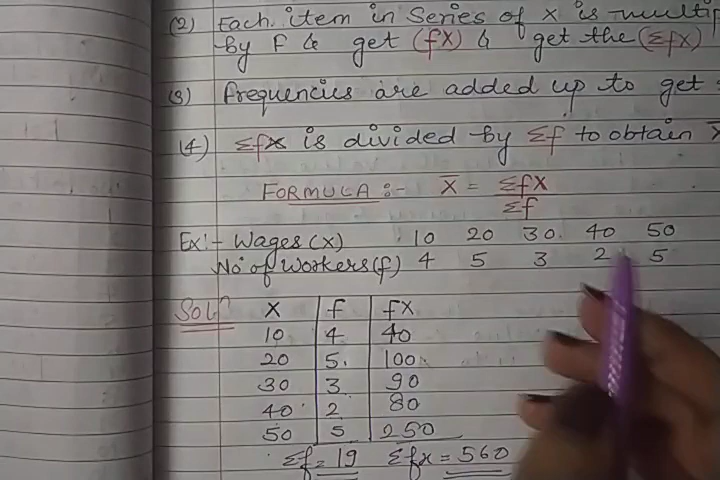 (2) Each item in Series of X is
by F & get (fX) & get the (Σfx)
(3) frequencies are added up to get
(4) Σfx is divided by Σf to obtain
FORMULA :- X̄ = ΣfX / Σf
Ex:- Wages(X) 10 20 30 40 50
No of Workers(f) 4 5 3 2 5
Solⁿ X f fX
10 4 40
20 5 100
30 3 90
40 2 80
50 5 250
Σf = 19 Σfx = 560